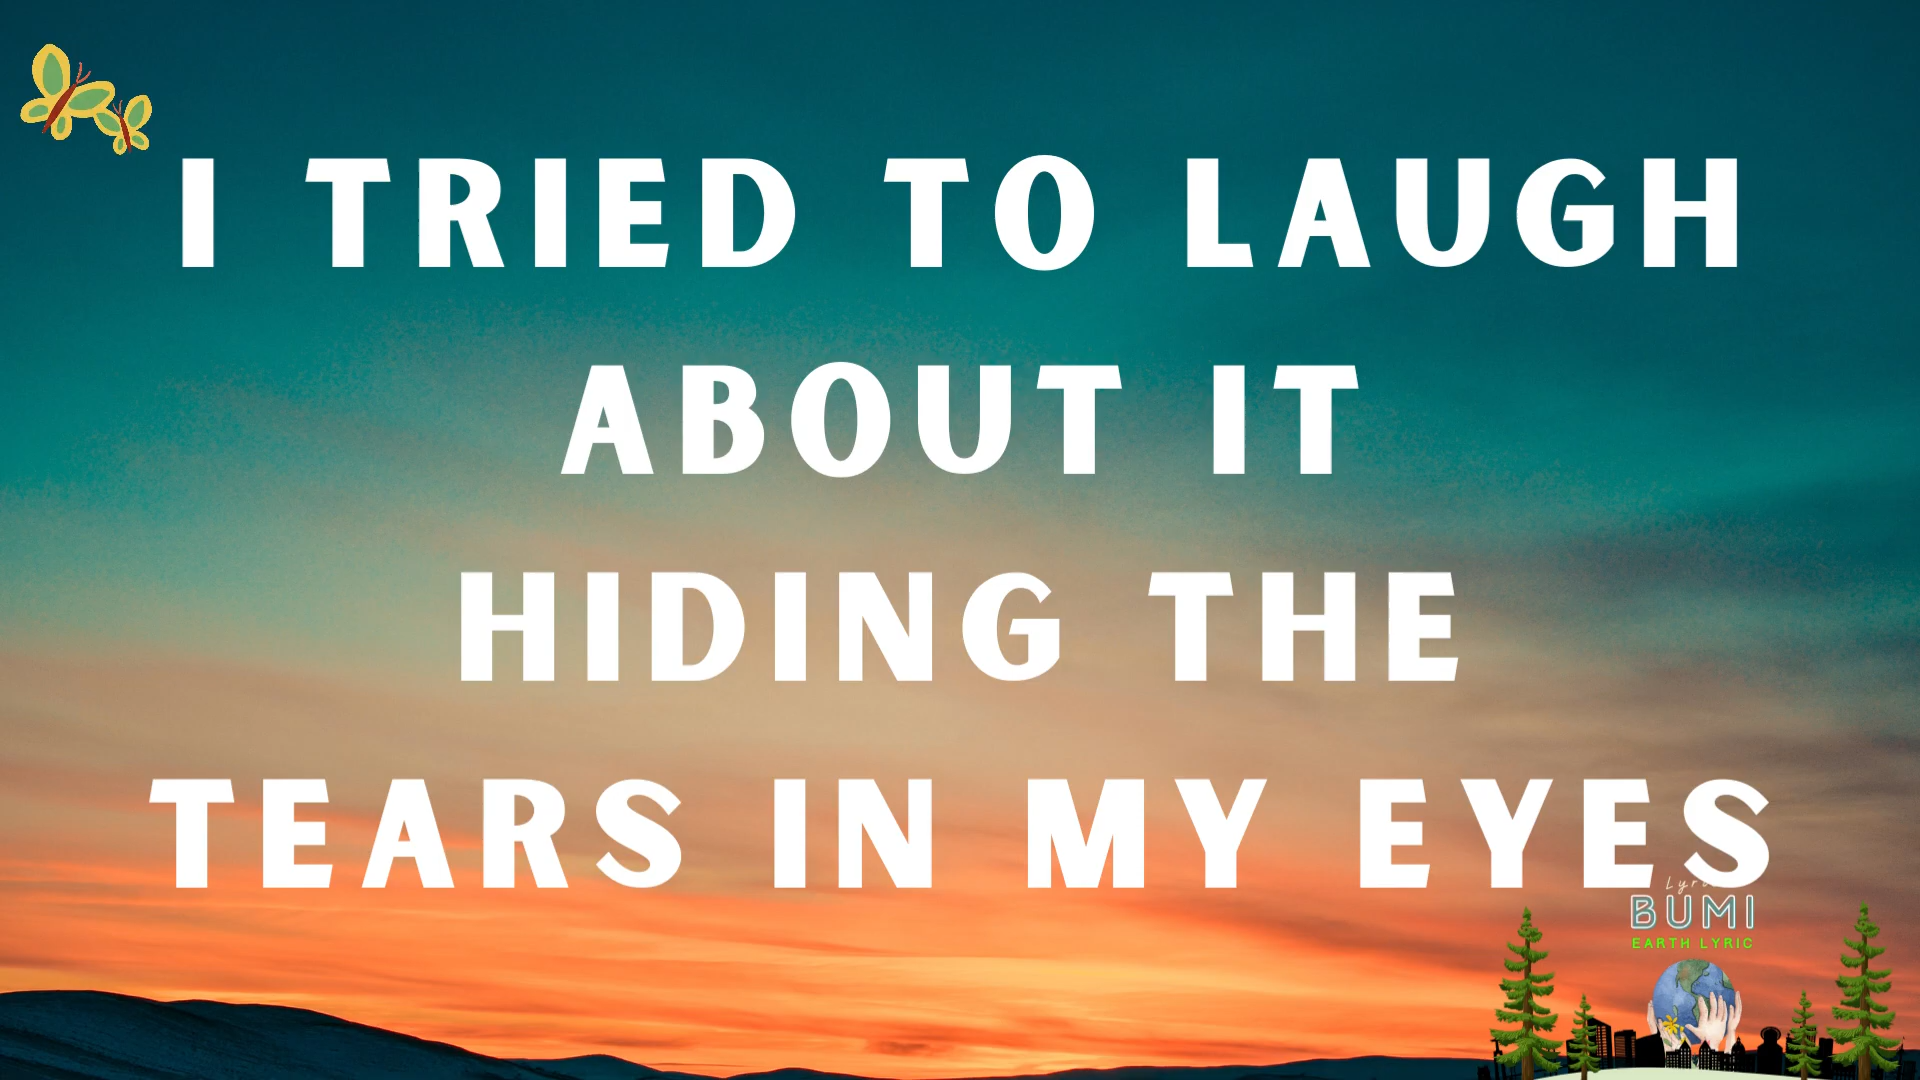 I TRIED TO LAUGH
ABOUT IT
HIDING THE
TEARS IN MY EYES
BUMI
EARTH LYRIC